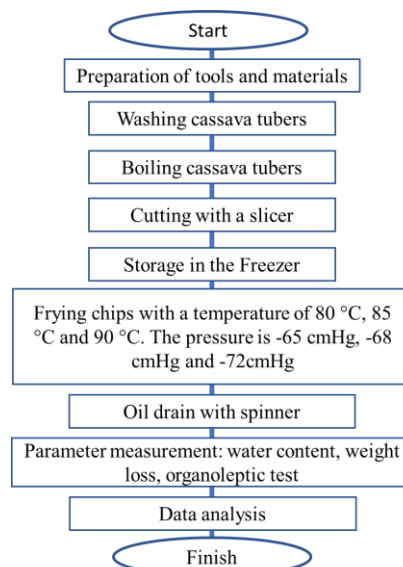 Start
Preparation of tools and materials
Washing cassava tubers
Boiling cassava tubers
Cutting with a slicer
Storage in the Freezer
Frying chips with a temperature of 80 °C, 85
°C and 90 °C. The pressure is -65 cmHg, -68
cmHg and -72cmHg
Oil drain with spinner
Parameter measurement: water content, weight
loss, organoleptic test
Data analysis
Finish